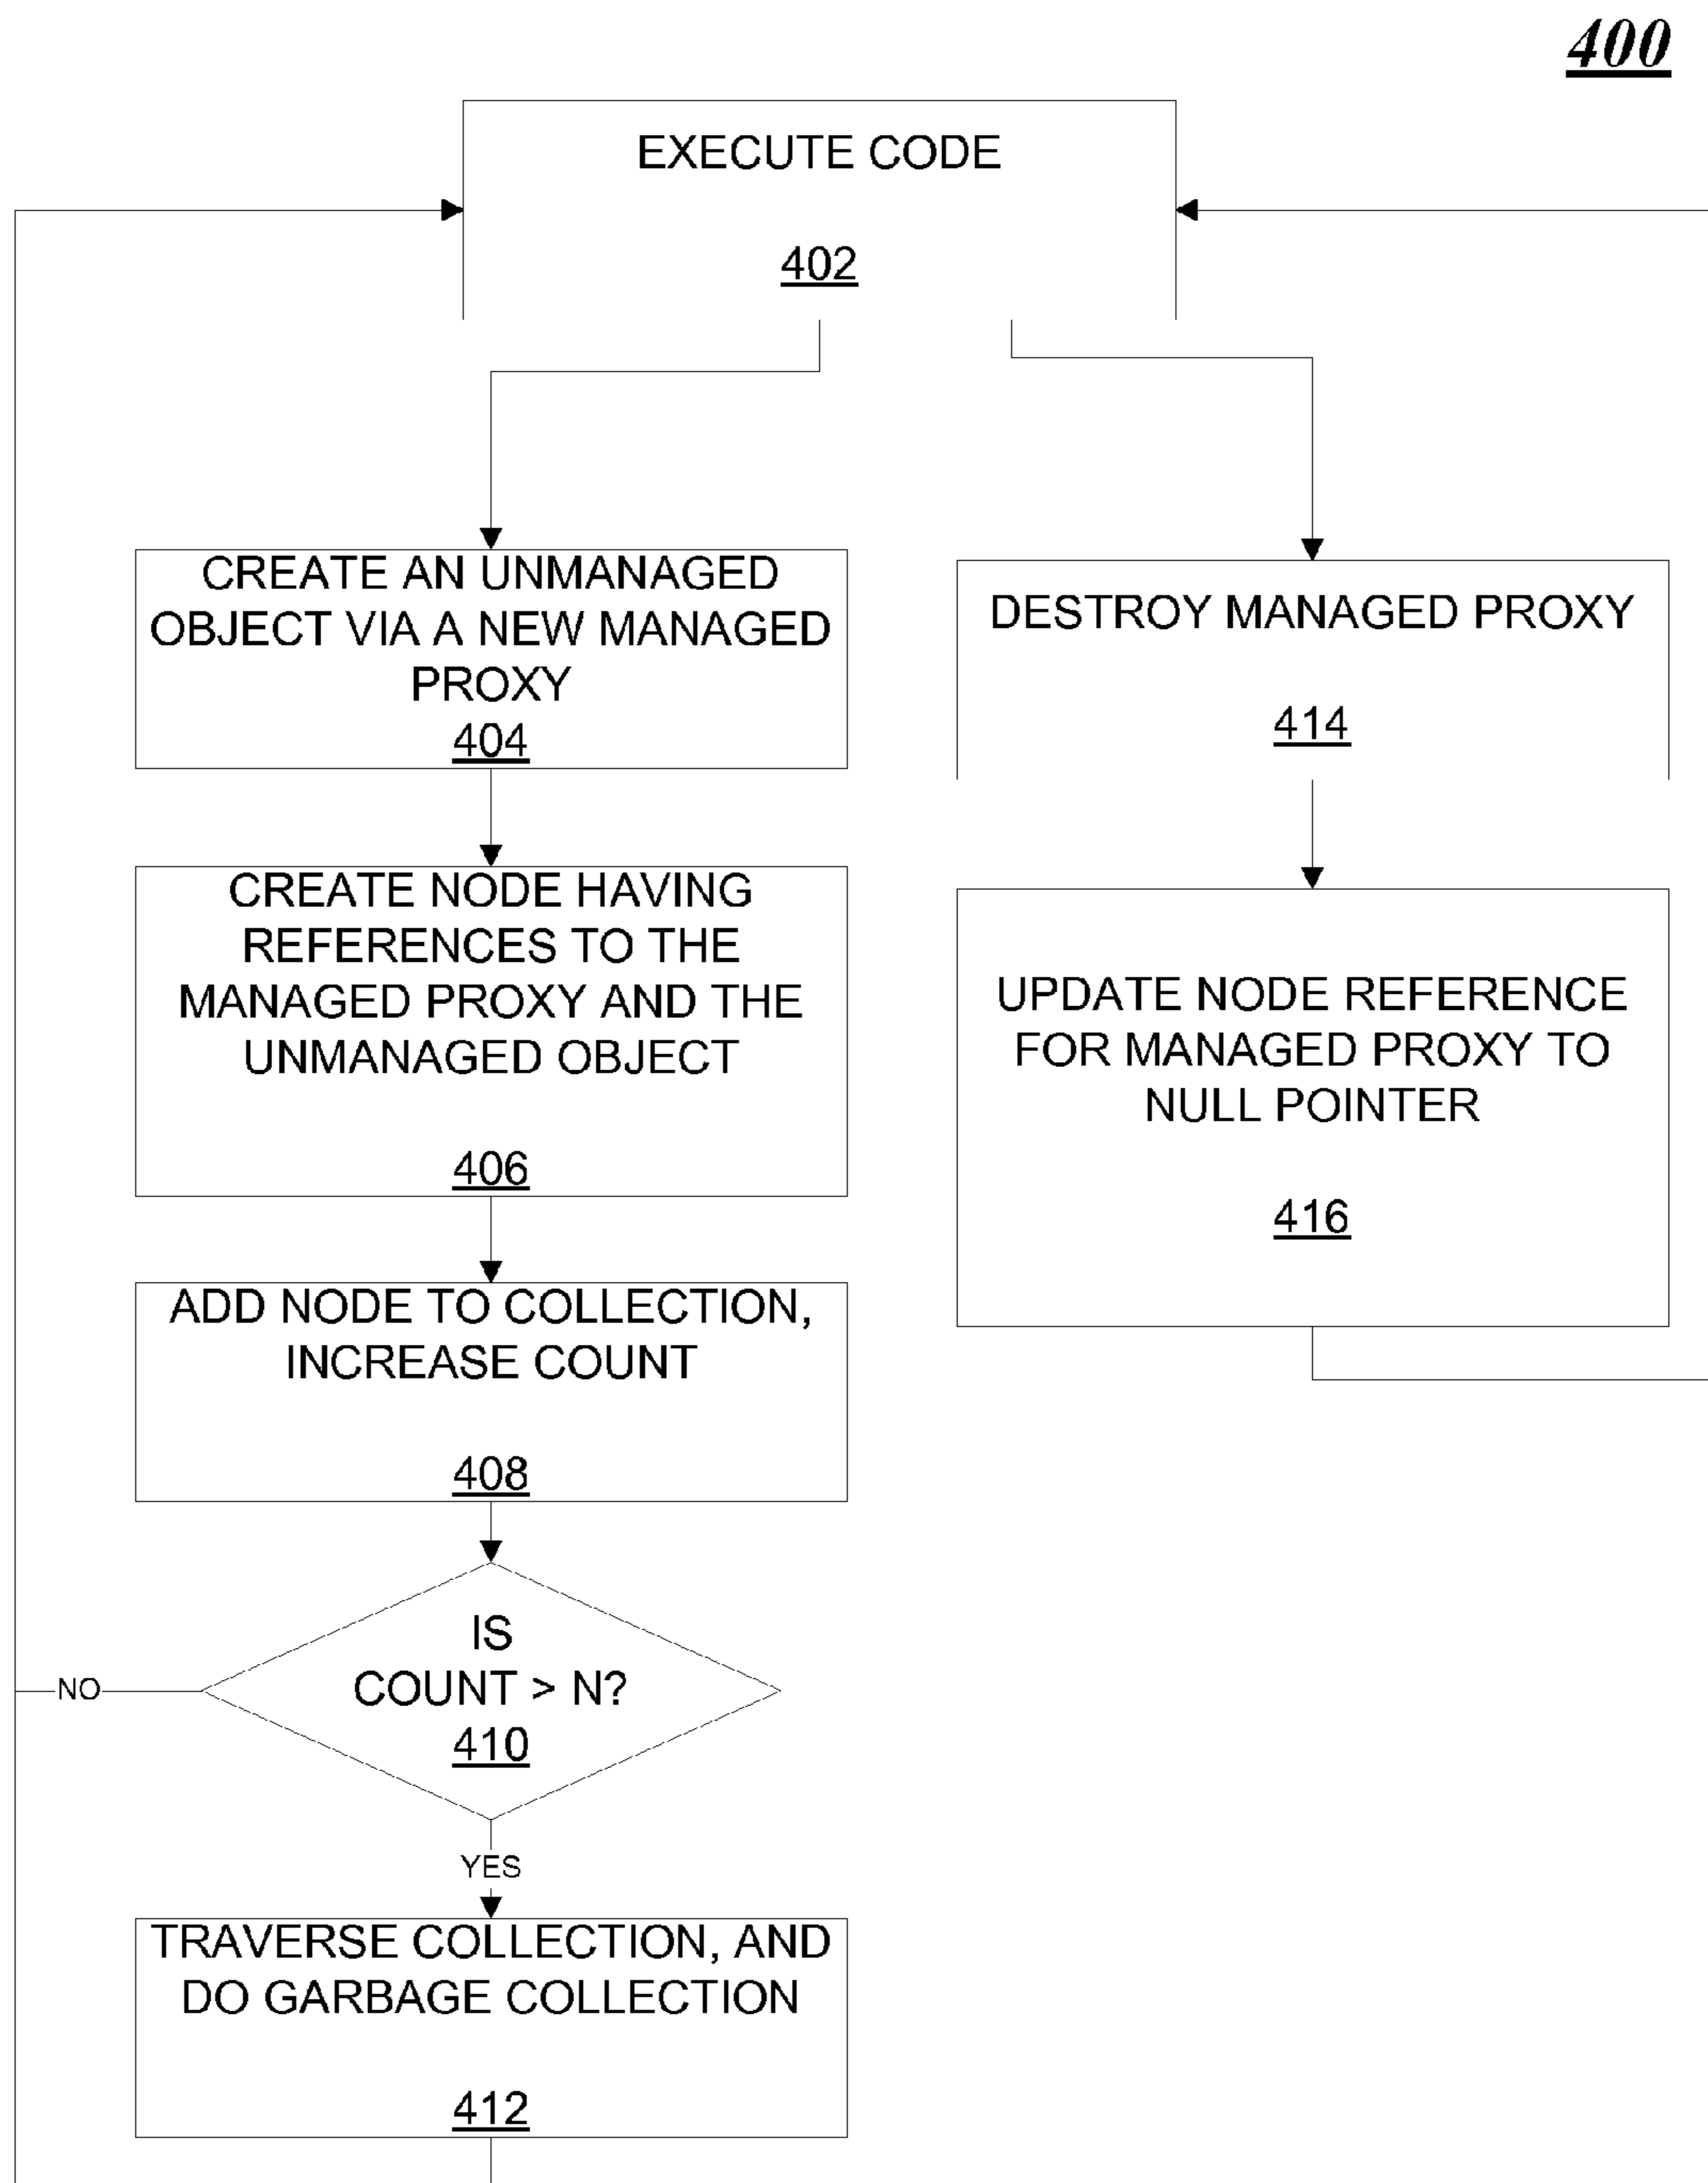 400
EXECUTE CODE
402
CREATE AN UNMANAGED
OBJECT VIA A NEW MANAGED
PROXY
404
CREATE NODE HAVING
REFERENCES TO THE
MANAGED PROXY AND THE
UNMANAGED OBJECT
406
ADD NODE TO COLLECTION,
INCREASE COUNT
408
IS
COUNT > N?
410
NO
YES
TRAVERSE COLLECTION, AND
DO GARBAGE COLLECTION
412
DESTROY MANAGED PROXY
414
UPDATE NODE REFERENCE
FOR MANAGED PROXY TO
NULL POINTER
416